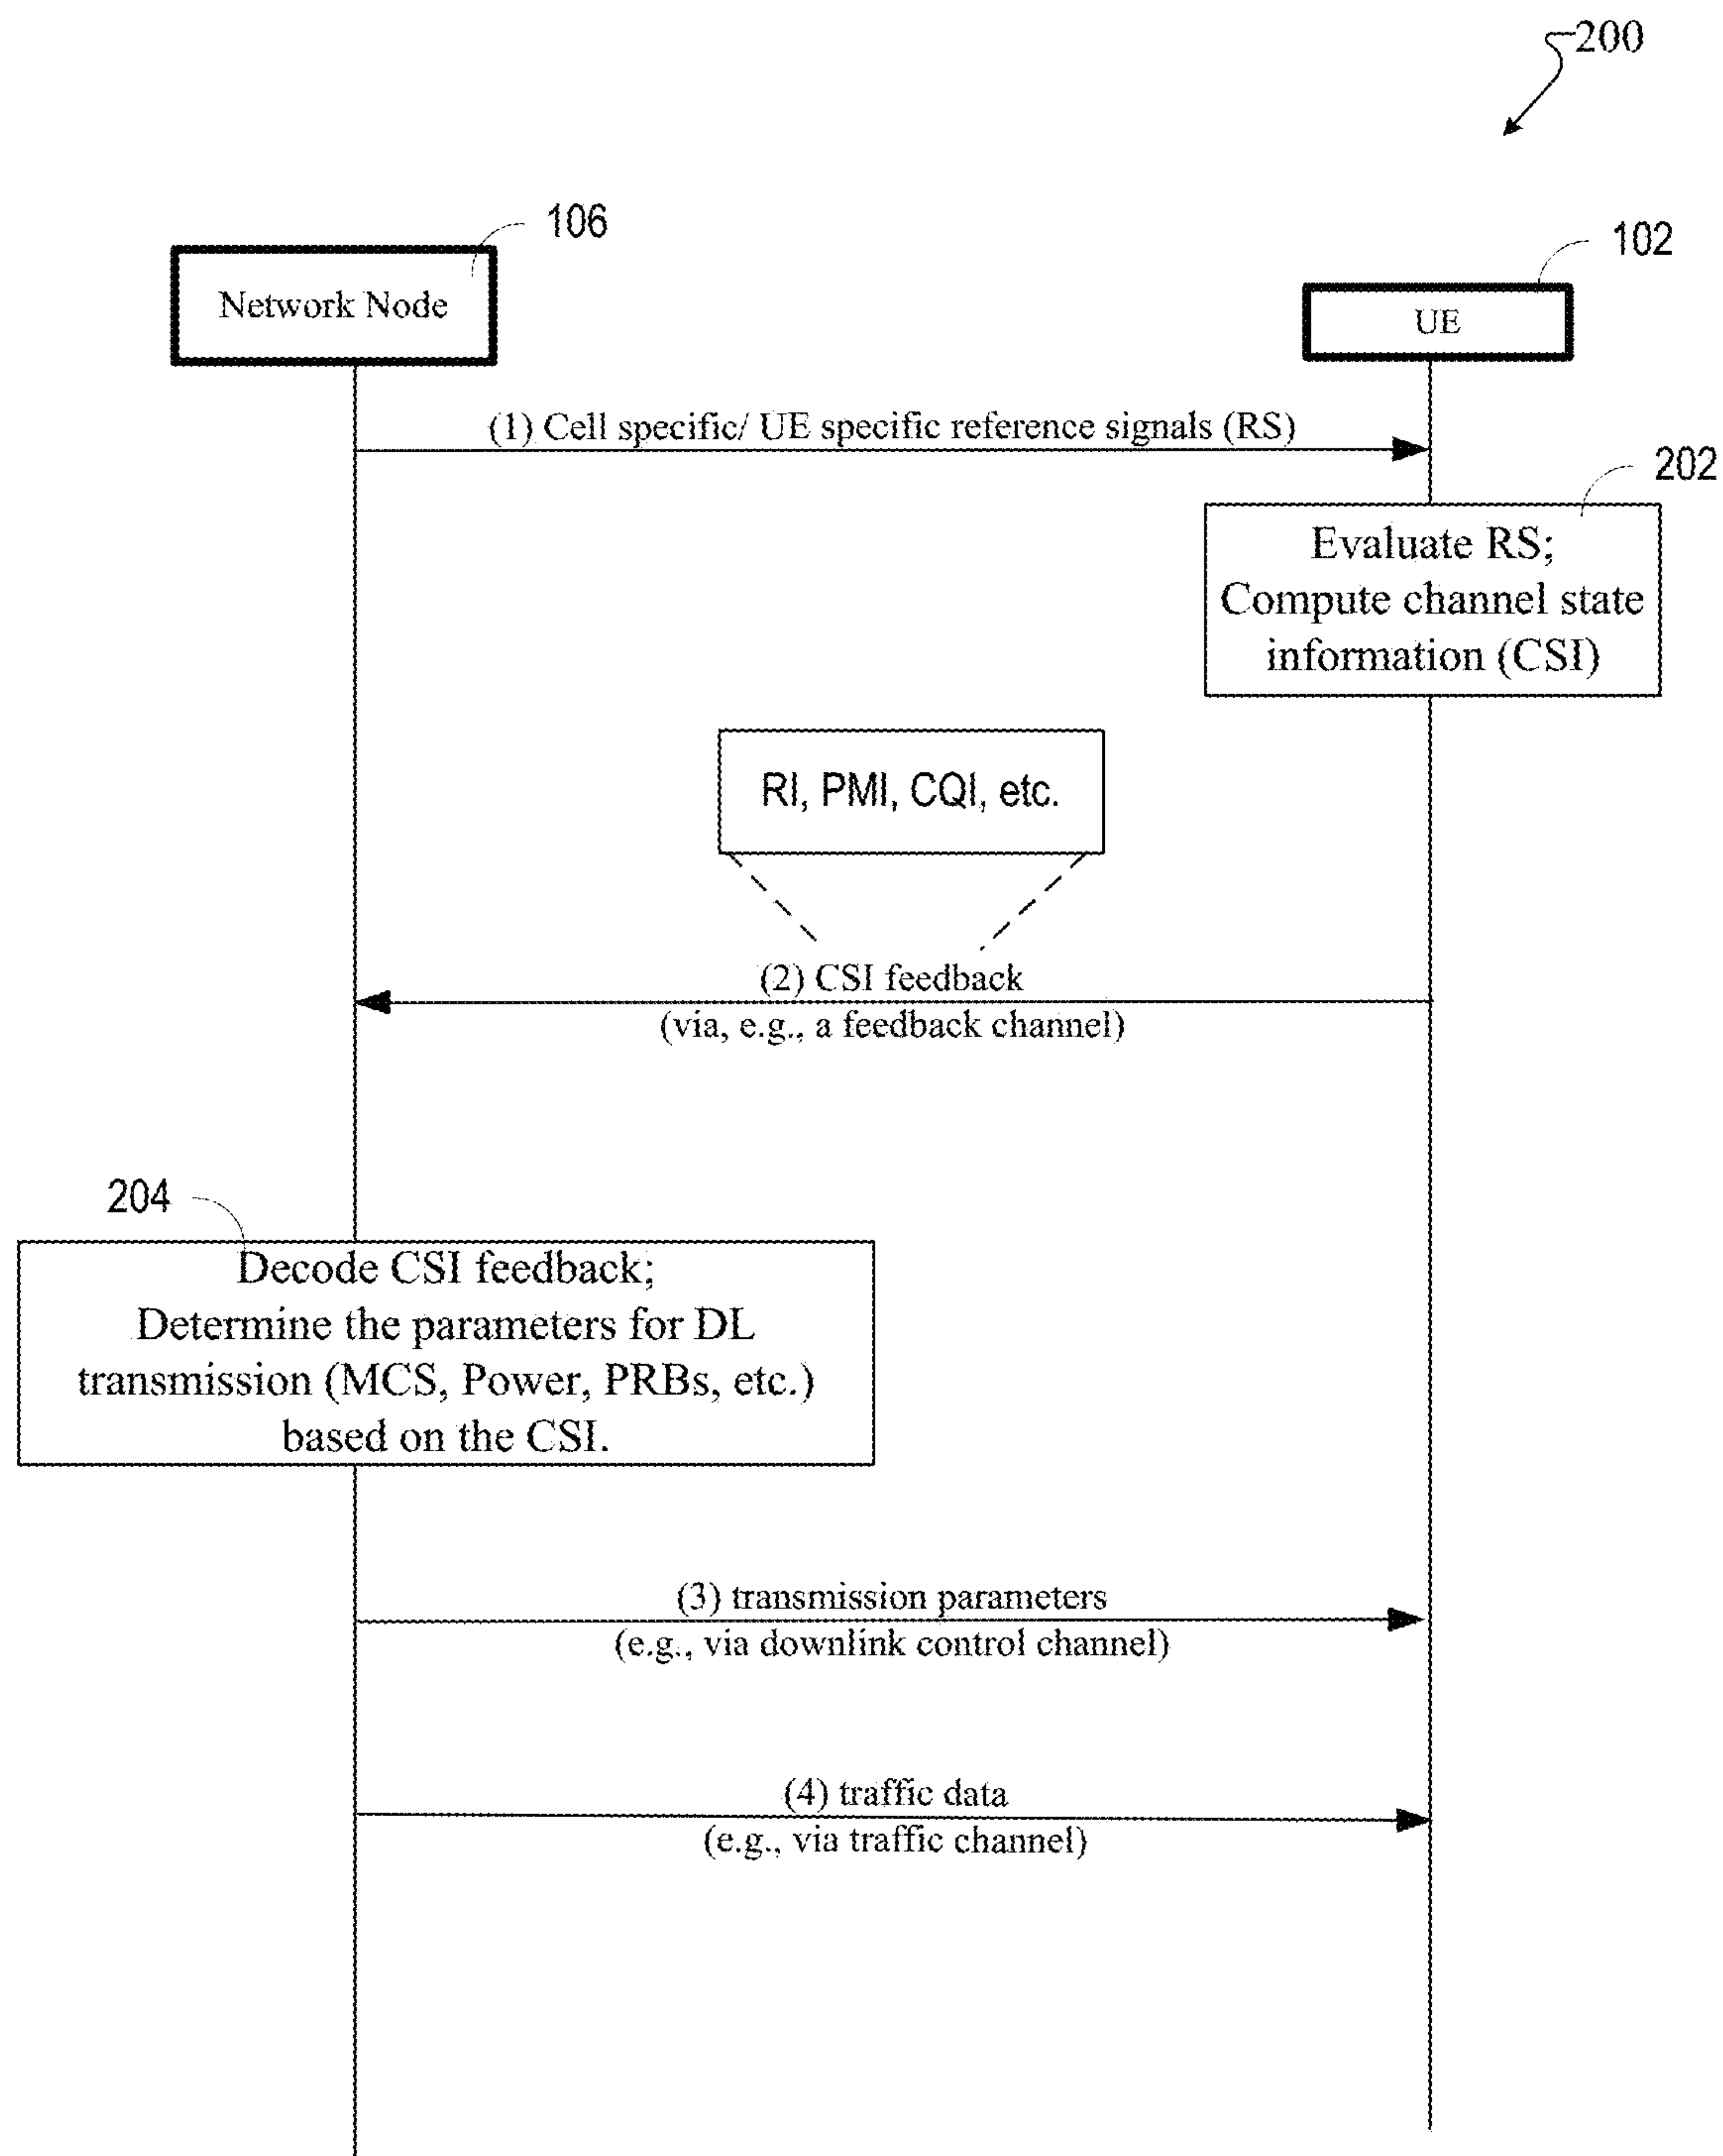 200
106
102
Network Node
UE
(1) Cell specific/ UE specific reference signals (RS)
202
Evaluate RS;
Compute channel state
information (CSI)
RI, PMI, CQI, etc.
(2) CSI feedback
(via, e.g., a feedback channel)
204
Decode CSI feedback;
Determine the parameters for DL
transmission (MCS, Power, PRBs, etc.)
based on the CSI.
(3) transmission parameters
(e.g., via downlink control channel)
(4) traffic data
(e.g., via traffic channel)